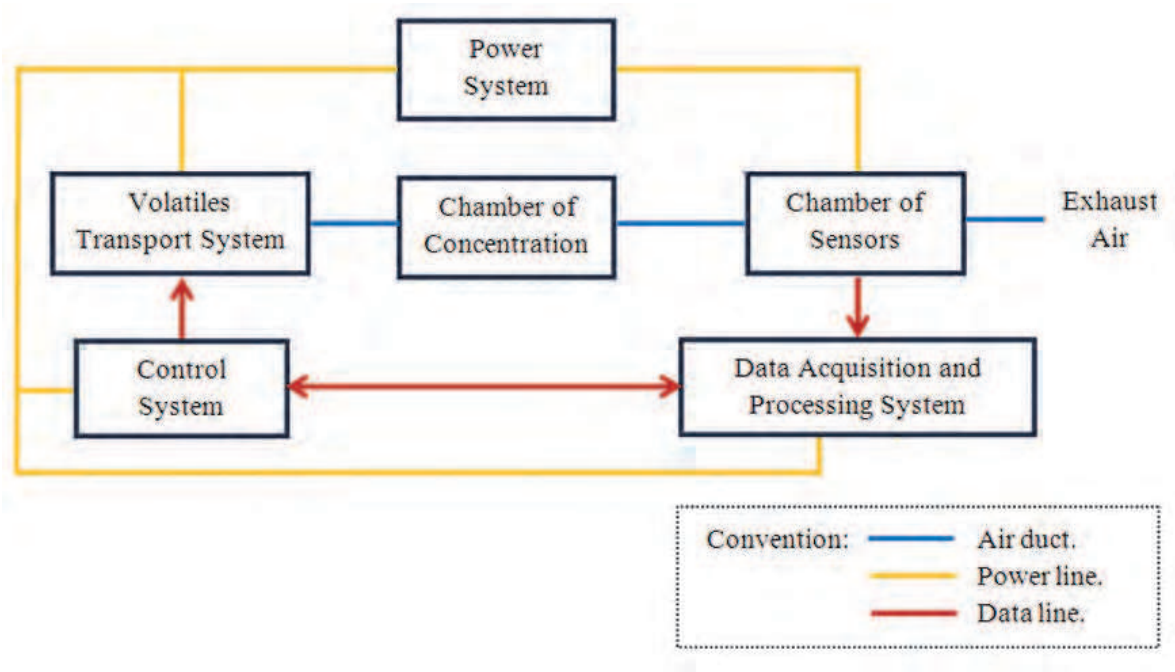 Power
System
Volatiles
Transport System
Chamber of
Concentration
Chamber of
Sensors
Exhaust
Air
Control
System
Data Acquisition and
Processing System
Convention:
Air duct.
Power line.
Data line.